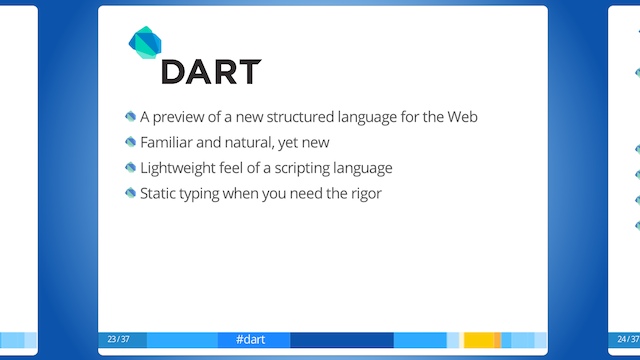 DART
A preview of a new structured language for the Web
Familiar and natural, yet new
Lightweight feel of a scripting language
Static typing when you need the rigor
23 / 37
#dart
24 / 37